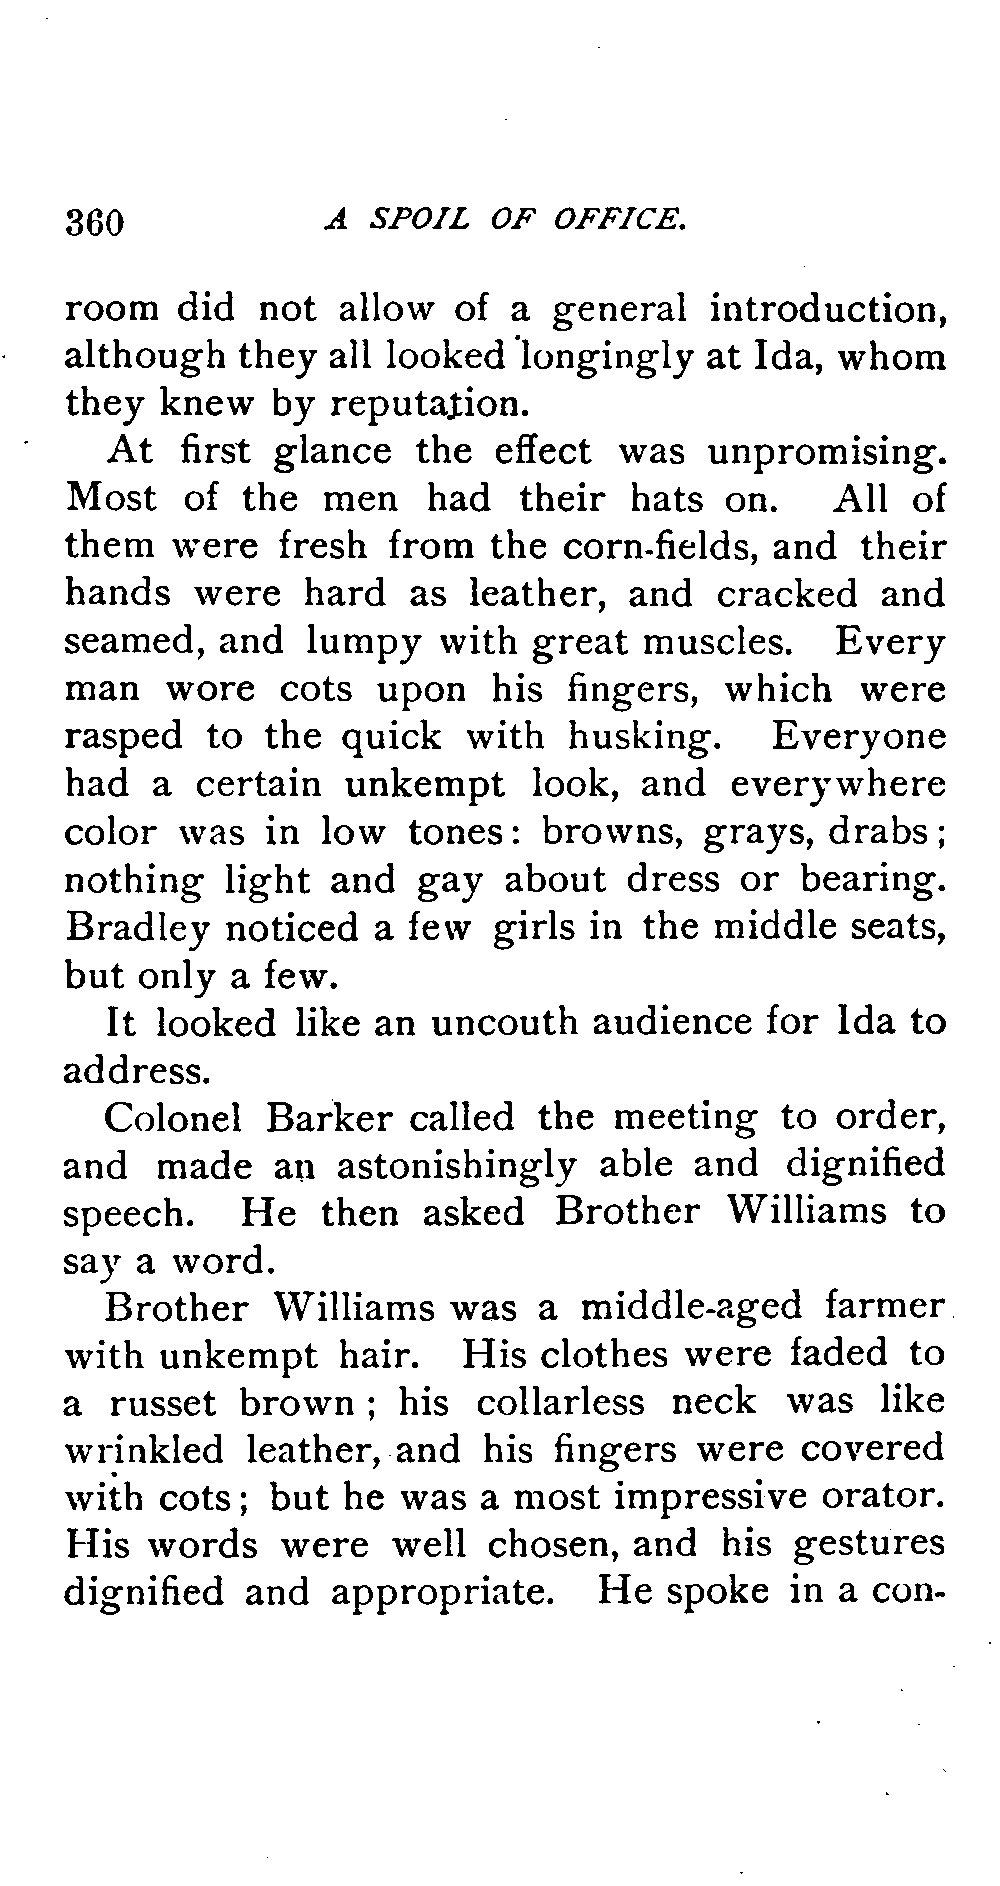 360 A SPOIL OF OFFICE.
room did not allow of a general introduction,
although they all looked longingly at Ida, whom
they knew by reputation.
At first glance the effect was unpromising.
Most of the men had their hats on. All of
them were fresh from the corn-fields, and their
hands were hard as leather, and cracked and
seamed, and lumpy with great muscles. Every
man wore cots upon his fingers, which were
rasped to the quick with husking. Everyone
had a certain unkempt look, and everywhere
color was in low tones: browns, grays, drabs;
nothing light and gay about dress or bearing.
Bradley noticed a few girls in the middle seats,
but only a few.
It looked like an uncouth audience for Ida to
address.
Colonel Barker called the meeting to order,
and made an astonishingly able and dignified
speech. He then asked Brother Williams to
say a word.
Brother Williams was a middle-aged farmer
with unkempt hair. His clothes were faded to
a russet brown; his collarless neck was like
wrinkled leather, and his fingers were covered
with cots; but he was a most impressive orator.
His words were well chosen, and his gestures
dignified and appropriate. He spoke in a con-